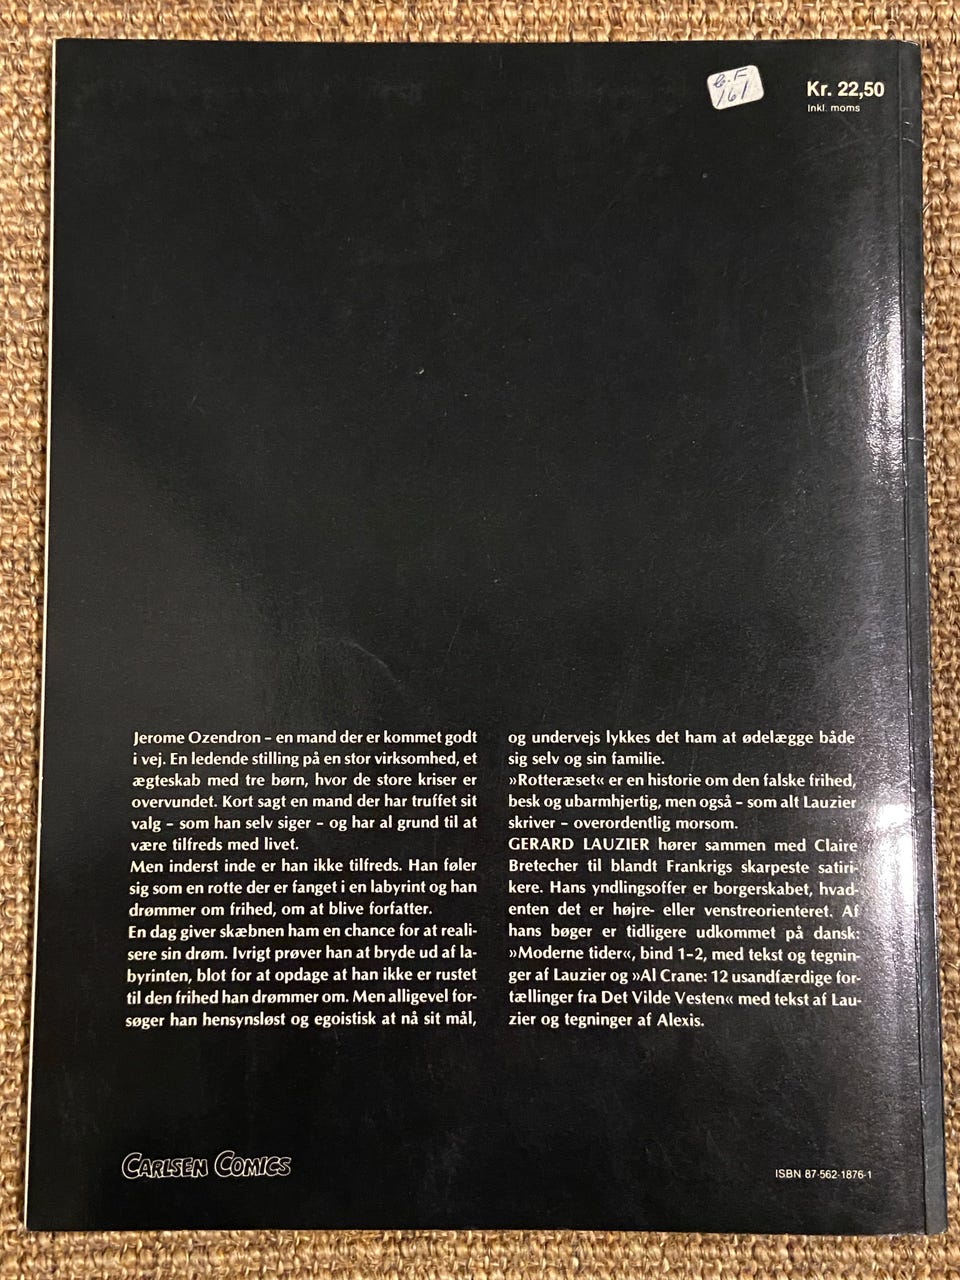 G.F
161
Kr. 22,50
Inkl. moms
Jerome Ozendron – en mand der er kommet godt
i vej. En ledende stilling på en stor virksomhed, et
ægteskab med tre børn, hvor de store kriser er
overvundet. Kort sagt en mand der har truffet sit
valg – som han selv siger – og har al grund til at
være tilfreds med livet.
Men inderst inde er han ikke tilfreds. Han føler
sig som en rotte der er fanget i en labyrint og han
drømmer om frihed, om at blive forfatter.
En dag giver skæbnen ham en chance for at reali-
sere sin drøm. Ivrigt prøver han at bryde ud af la-
byrinten, blot for at opdage at han ikke er rustet
til den frihed han drømmer om. Men alligevel for-
søger han hensynsløst og egoistisk at nå sit mål,
og undervejs lykkes det ham at ødelægge både
sig selv og sin familie.
»Rotteræset« er en historie om den falske frihed,
besk og ubarmhjertig, men også – som alt Lauzier
skriver – overordentlig morsom.
GERARD LAUZIER hører sammen med Claire
Bretecher til blandt Frankrigs skarpeste satiri-
kere. Hans yndlingsoffer er borgerskabet, hvad-
enten det er højre- eller venstreorienteret. Af
hans bøger er tidligere udkommet på dansk:
»Moderne tider«, bind 1–2, med tekst og tegnin-
ger af Lauzier og »Al Crane: 12 usandfærdige for-
tællinger fra Det Vilde Vesten« med tekst af Lau-
zier og tegninger af Alexis.
CARLSEN COMICS
ISBN 87-562-1876-1